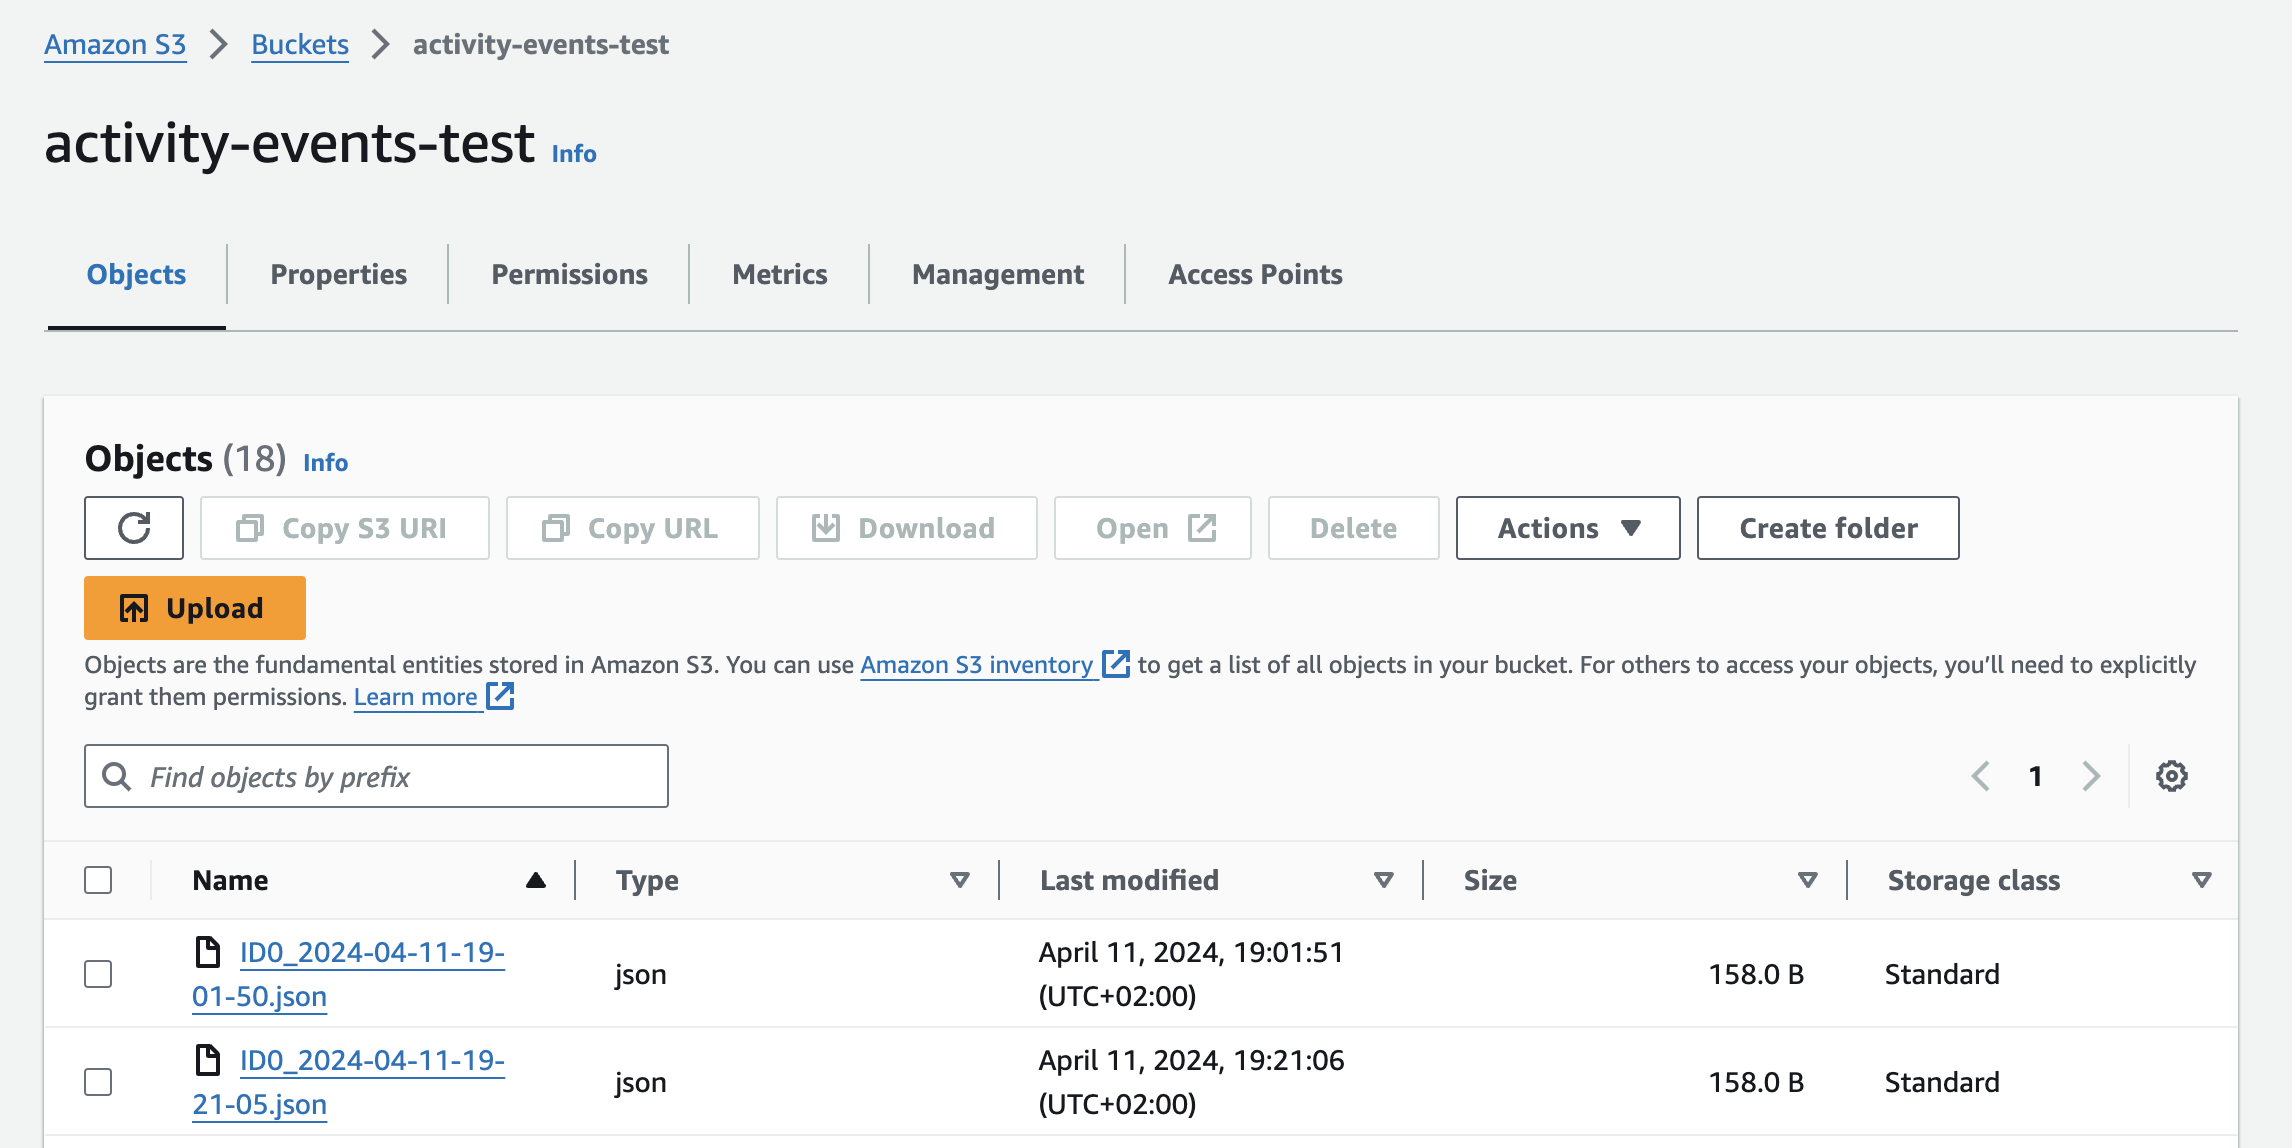 Amazon S3 > Buckets > activity-events-test
activity-events-test Info
Objects Properties Permissions Metrics Management Access Points
Objects (18) Info
Copy S3 URI Copy URL Download Open Delete Actions Create folder
Upload
Objects are the fundamental entities stored in Amazon S3. You can use Amazon S3 inventory to get a list of all objects in your bucket. For others to access your objects, you’ll need to explicitly
grant them permissions. Learn more
Find objects by prefix 1
Name Type Last modified Size Storage class
ID0_2024-04-11-19-
01-50.json
json
April 11, 2024, 19:01:51
(UTC+02:00)
158.0 B
Standard
ID0_2024-04-11-19-
21-05.json
json
April 11, 2024, 19:21:06
(UTC+02:00)
158.0 B
Standard